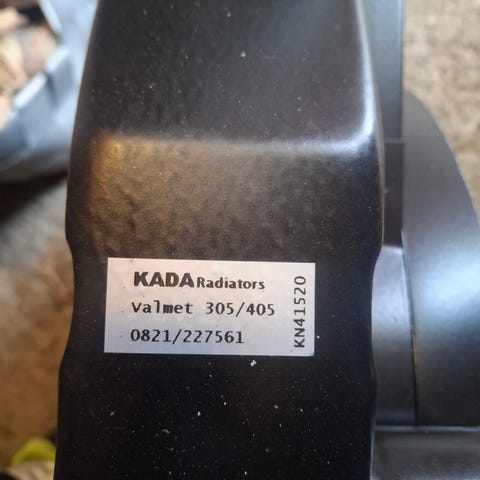 KADA Radiators
Valmet 305/405
0821/227561
KN41520